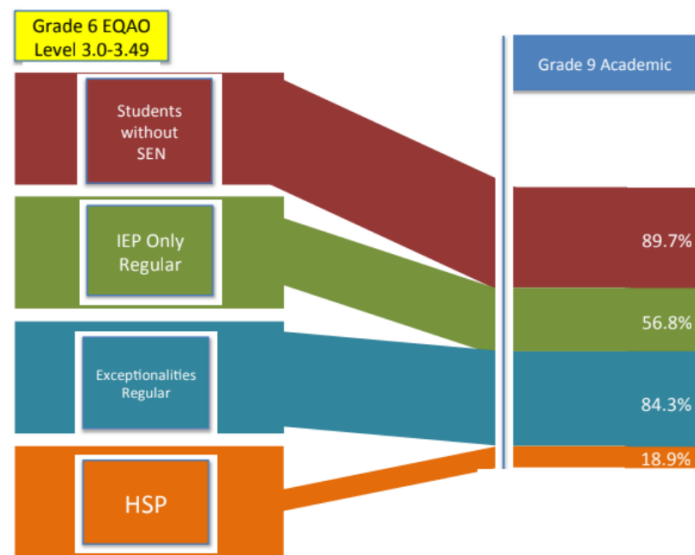 Grade 6 EQAO
Level 3.0-3.49
Grade 9 Academic
Students
without
SEN
89.7%
IEP Only
Regular
56.8%
Exceptionalities
Regular
84.3%
HSP
18.9%